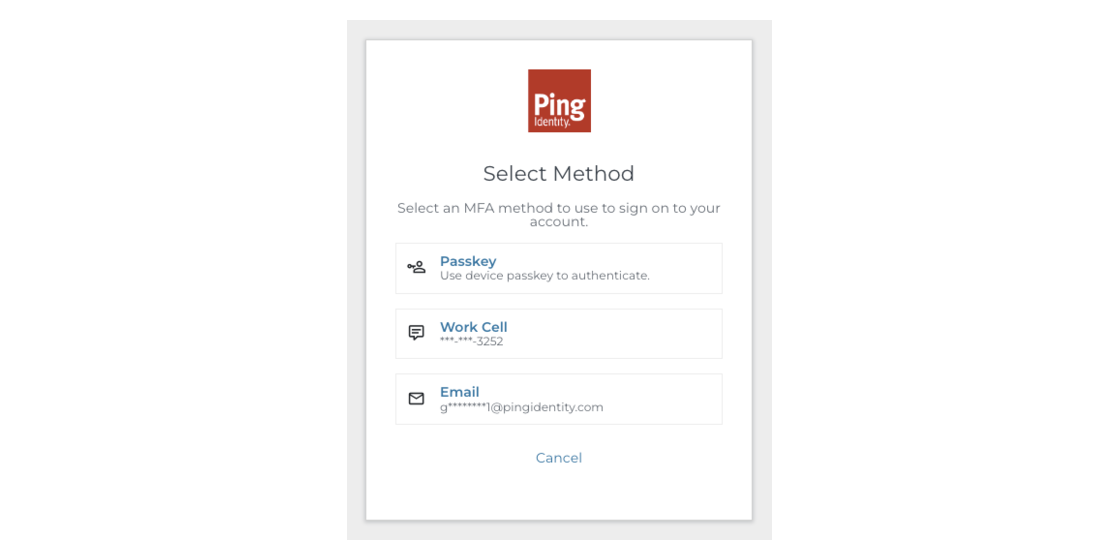 Ping
Identity.
Select Method
Select an MFA method to use to sign on to your
account.
Passkey
Use device passkey to authenticate.
Work Cell
***-***-3252
Email
g********1@pingidentity.com
Cancel